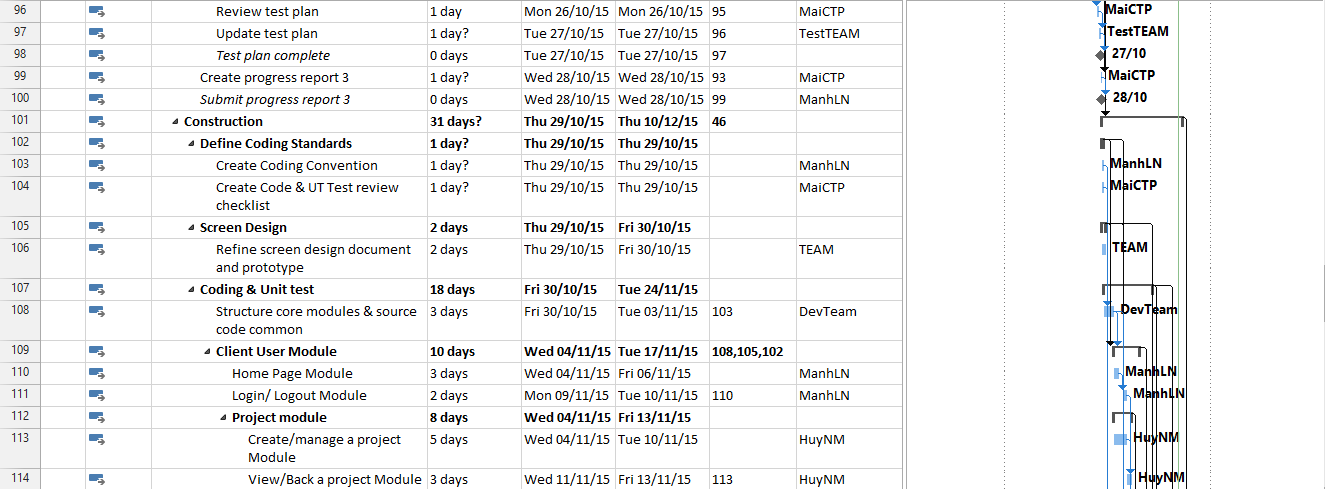 96 Review test plan 1 day Mon 26/10/15 Mon 26/10/15 95 MaiCTP MaiCTP
97 Update test plan 1 day? Tue 27/10/15 Tue 27/10/15 96 TestTEAM TestTEAM
98 Test plan complete 0 days Tue 27/10/15 Tue 27/10/15 97 27/10
99 Create progress report 3 1 day? Wed 28/10/15 Wed 28/10/15 93 MaiCTP MaiCTP
100 Submit progress report 3 0 days Wed 28/10/15 Wed 28/10/15 99 ManhLN 28/10
101 Construction 31 days? Thu 29/10/15 Thu 10/12/15 46
102 Define Coding Standards 1 day? Thu 29/10/15 Thu 29/10/15
103 Create Coding Convention 1 day? Thu 29/10/15 Thu 29/10/15 ManhLN ManhLN
104 Create Code & UT Test review 1 day? Thu 29/10/15 Thu 29/10/15 MaiCTP MaiCTP
checklist
105 Screen Design 2 days Thu 29/10/15 Fri 30/10/15
106 Refine screen design document 2 days Thu 29/10/15 Fri 30/10/15 TEAM TEAM
and prototype
107 Coding & Unit test 18 days Fri 30/10/15 Tue 24/11/15
108 Structure core modules & source 3 days Fri 30/10/15 Tue 03/11/15 103 DevTeam DevTeam
code common
109 Client User Module 10 days Wed 04/11/15 Tue 17/11/15 108,105,102
110 Home Page Module 3 days Wed 04/11/15 Fri 06/11/15 ManhLN ManhLN
111 Login/ Logout Module 2 days Mon 09/11/15 Tue 10/11/15 110 ManhLN ManhLN
112 Project module 8 days Wed 04/11/15 Fri 13/11/15
113 Create/manage a project 5 days Wed 04/11/15 Tue 10/11/15 HuyNM HuyNM
Module
114 View/Back a project Module 3 days Wed 11/11/15 Fri 13/11/15 113 HuyNM HuyNM